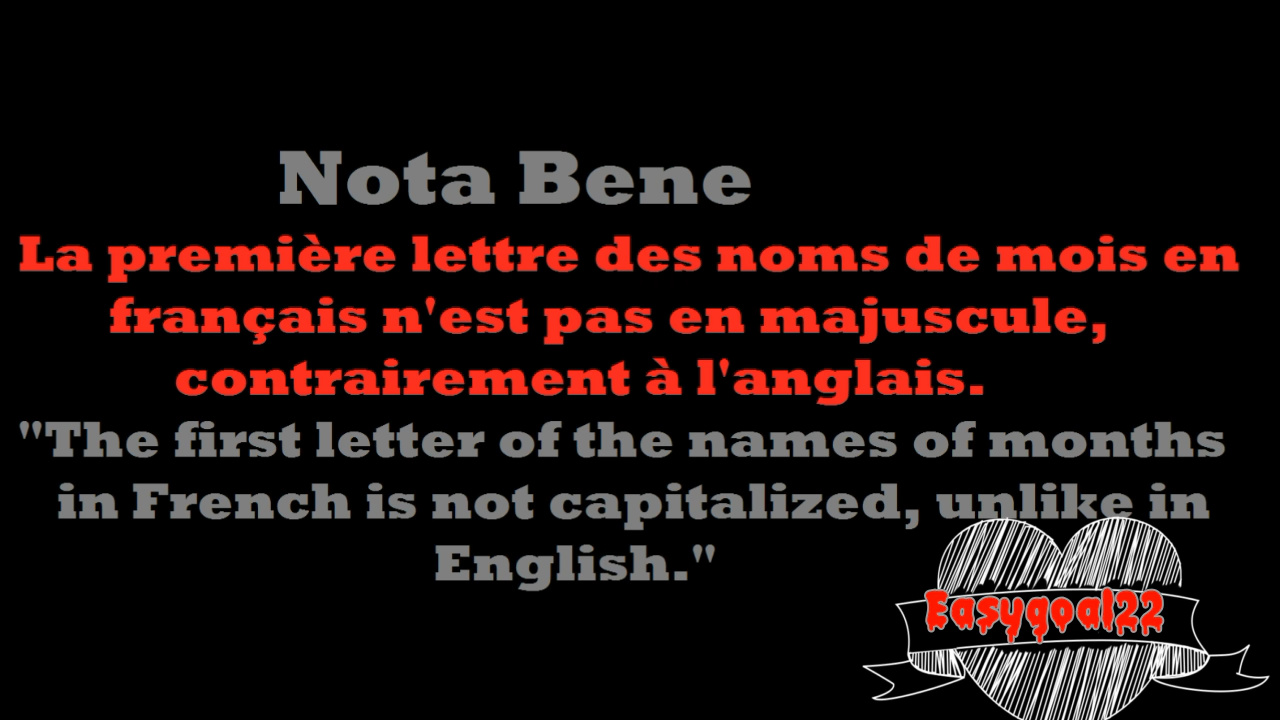 Nota Bene
La première lettre des noms de mois en
français n'est pas en majuscule,
contrairement à l'anglais.
"The first letter of the names of months
in French is not capitalized, unlike in
English."
Easygoal22